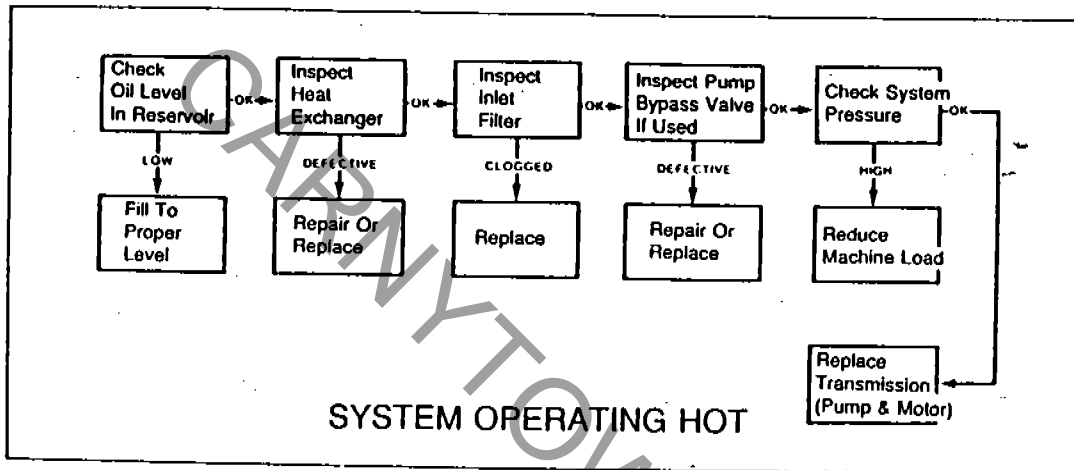 Check
Oil Level
In Reservoir
OK
Inspect
Heat
Exchanger
OK
Inspect
Inlet
Filter
OK
Inspect Pump
Bypass Valve
If Used
OK
Check System
Pressure
OK
LOW
DEFECTIVE
CLOGGED
DEFECTIVE
HIGH
Fill To
Proper
Level
Repair Or
Replace
Replace
Repair Or
Replace
Reduce
Machine Load
Replace
Transmission
(Pump & Motor)
SYSTEM OPERATING HOT
CARNYTOW